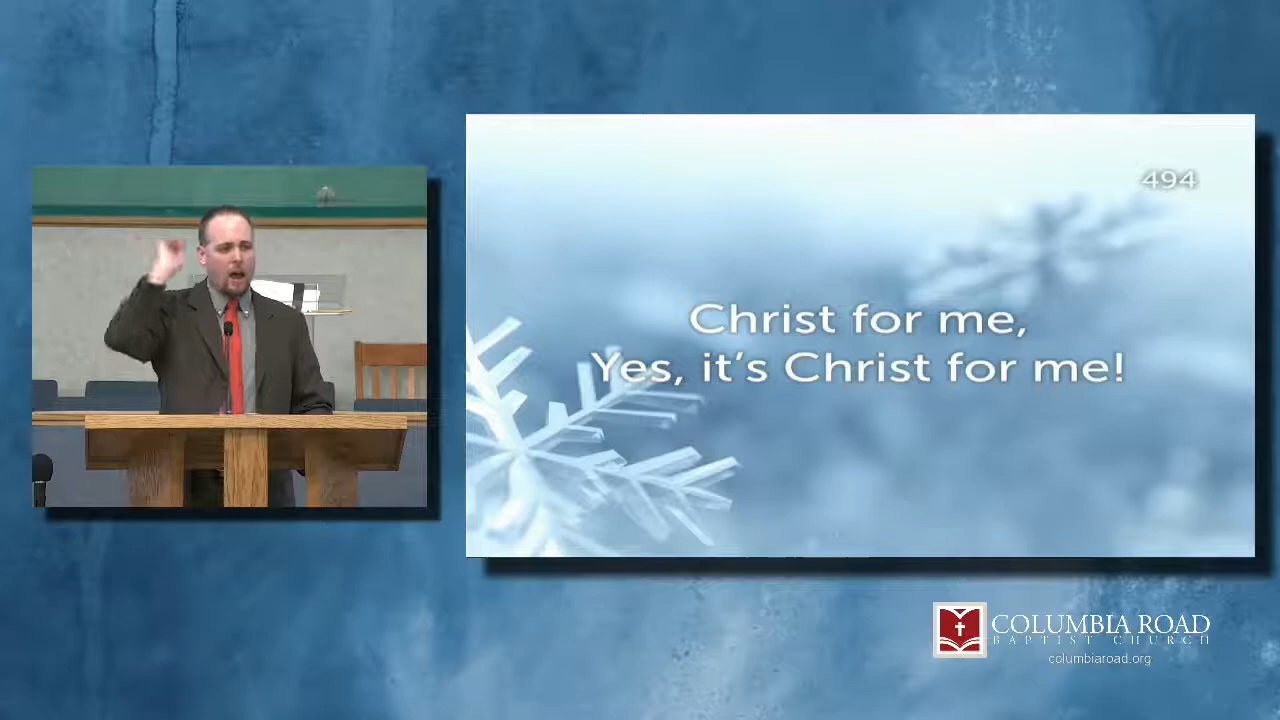 494
Christ for me,
Yes, it's Christ for me!
COLUMBIA ROAD
BAPTIST CHURCH
columbiaroad.org